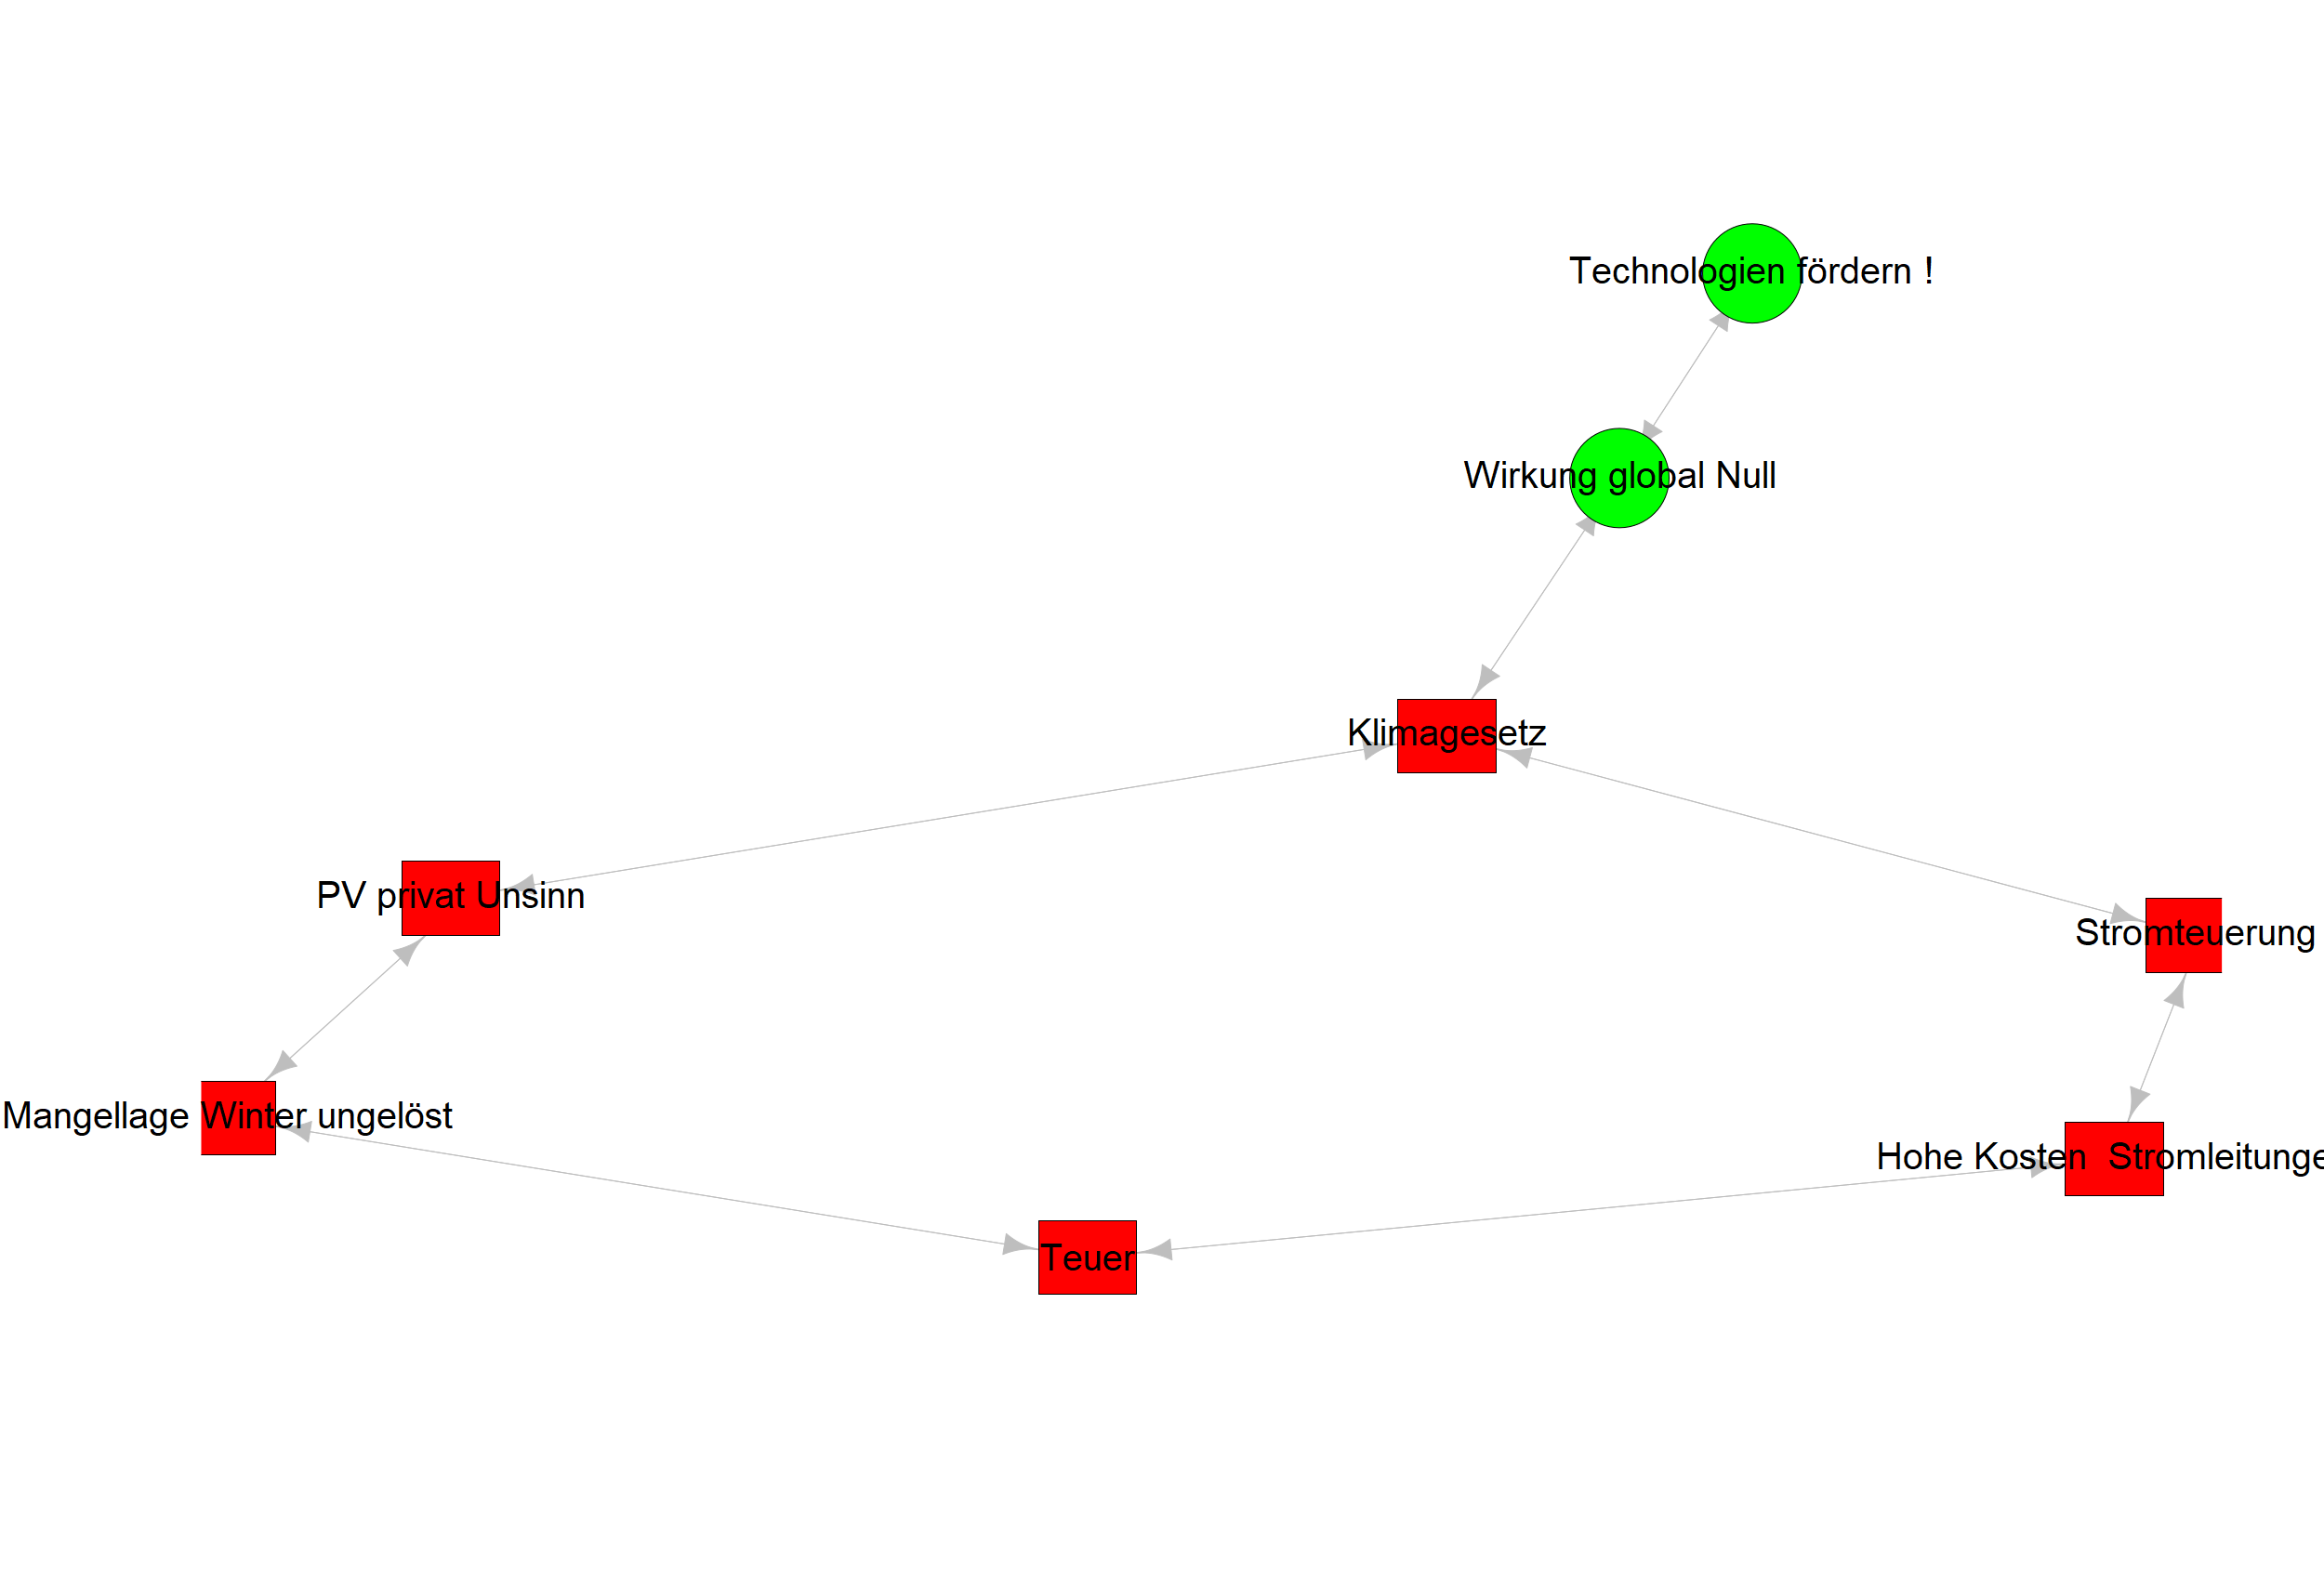 Technologien fördern !
Wirkung global Null
Klimagesetz
PV privat Unsinn
Stromteuerung
Mangellage Winter ungelöst
Hohe Kosten  Stromleitunge
Teuer